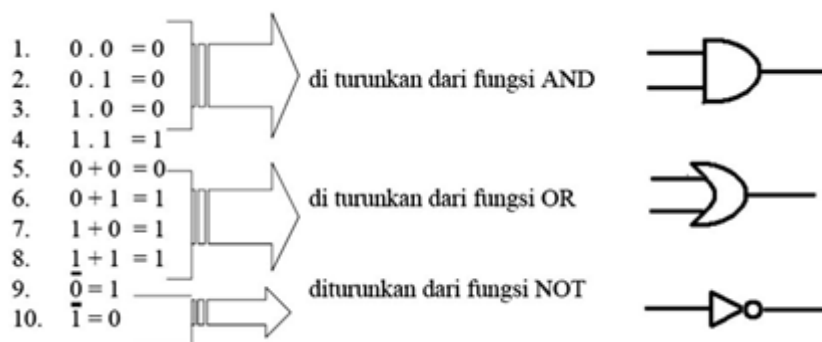 1. 0 . 0 = 0
2. 0 . 1 = 0
di turunkan dari fungsi AND
3. 1 . 0 = 0
4. 1 . 1 = 1
5. 0 + 0 = 0
6. 0 + 1 = 1
di turunkan dari fungsi OR
7. 1 + 0 = 1
8. 1 + 1 = 1
9. 0̅ = 1
diturunkan dari fungsi NOT
10. 1̅ = 0